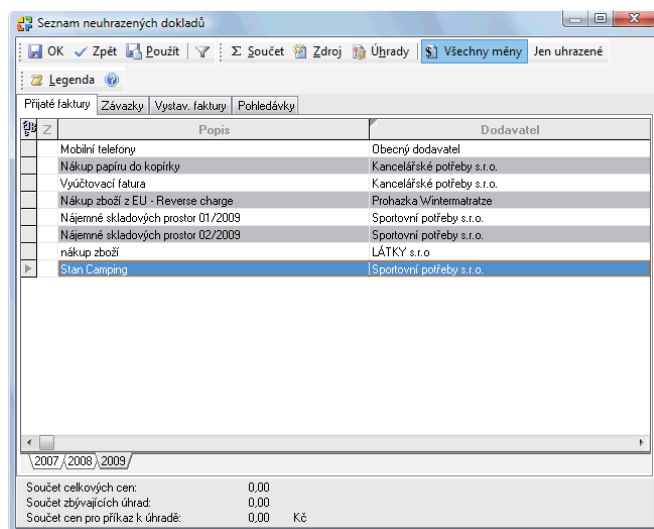 Seznam neuhrazených dokladů
OK Zpět Použít Σ Součet Zdroj Úhrady $ Všechny měny Jen uhrazené
Legenda
Přijaté faktury Závazky Vystav. faktury Pohledávky
Z Popis Dodavatel
Mobilní telefony Obecný dodavatel
Nákup papíru do kopírky Kancelářské potřeby s.r.o.
Vyúčtovací fatura Kancelářské potřeby s.r.o.
Nákup zboží z EU - Reverse charge Prohazka Wintermatratze
Nájemné skladových prostor 01/2009 Sportovní potřeby s.r.o.
Nájemné skladových prostor 02/2009 Sportovní potřeby s.r.o.
nákup zboží LÁTKY s.r.o
Stan Camping Sportovní potřeby s.r.o.
2007 2008 2009
Součet celkových cen: 0,00
Součet zbývajících úhrad: 0,00
Součet cen pro příkaz k úhradě: 0,00 Kč